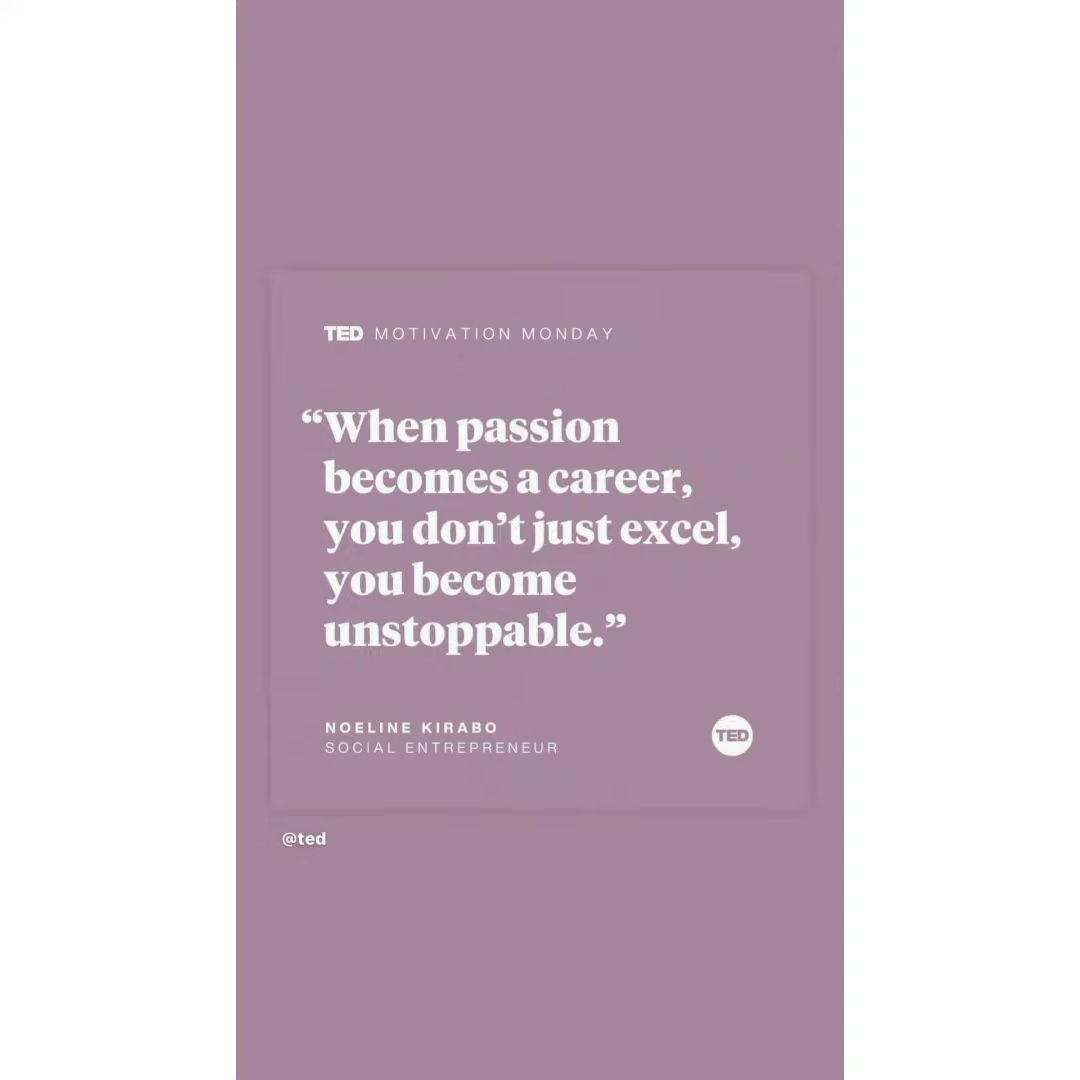 TED MOTIVATION MONDAY
“When passion
becomes a career,
you don’t just excel,
you become
unstoppable.”
NOELINE KIRABO
SOCIAL ENTREPRENEUR
TED
@ted